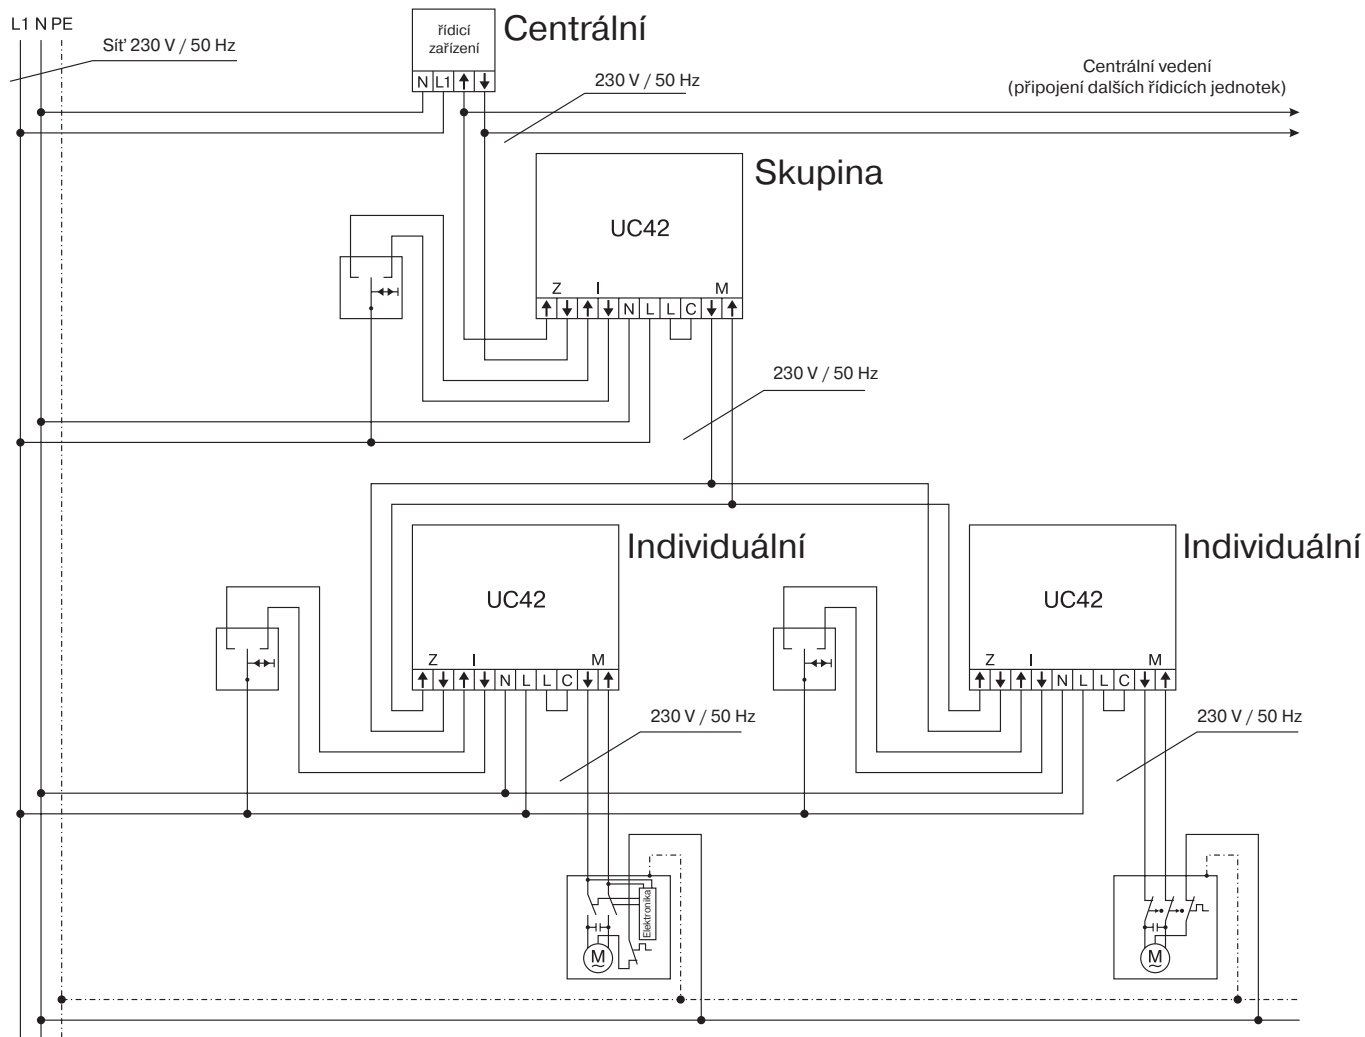 L1 N PE
Síť 230 V / 50 Hz
řídicí
zařízení
Centrální
N L1
230 V / 50 Hz
Centrální vedení
(připojení dalších řídicích jednotek)
Skupina
UC42
Z I M
N L L C
230 V / 50 Hz
Individuální
UC42
Z I M
N L L C
230 V / 50 Hz
Individuální
UC42
Z I M
N L L C
230 V / 50 Hz
Elektronika
M
M